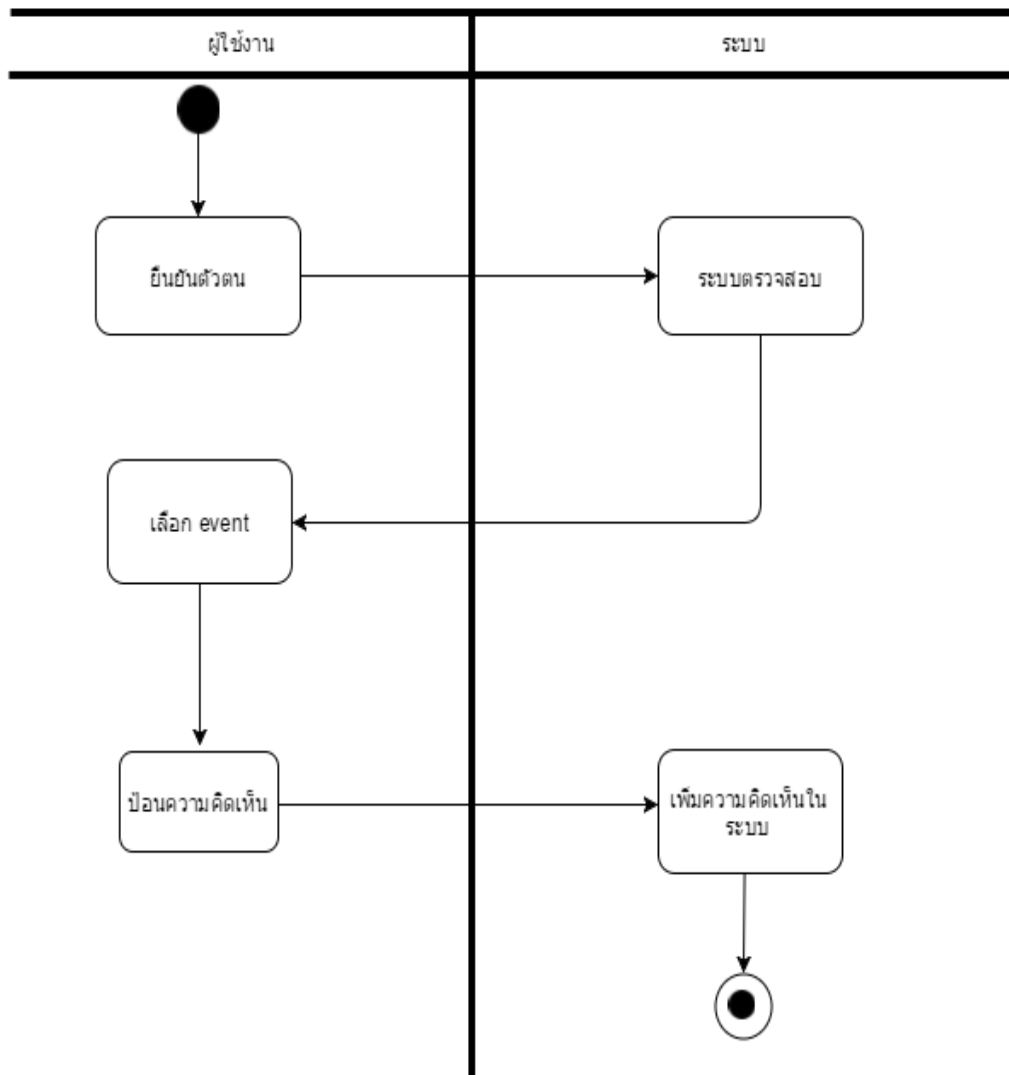 ผู้ใช้งาน
ระบบ
ยืนยันตัวตน
ระบบตรวจสอบ
เลือก event
ป้อนความคิดเห็น
เพิ่มความคิดเห็นใน
ระบบ